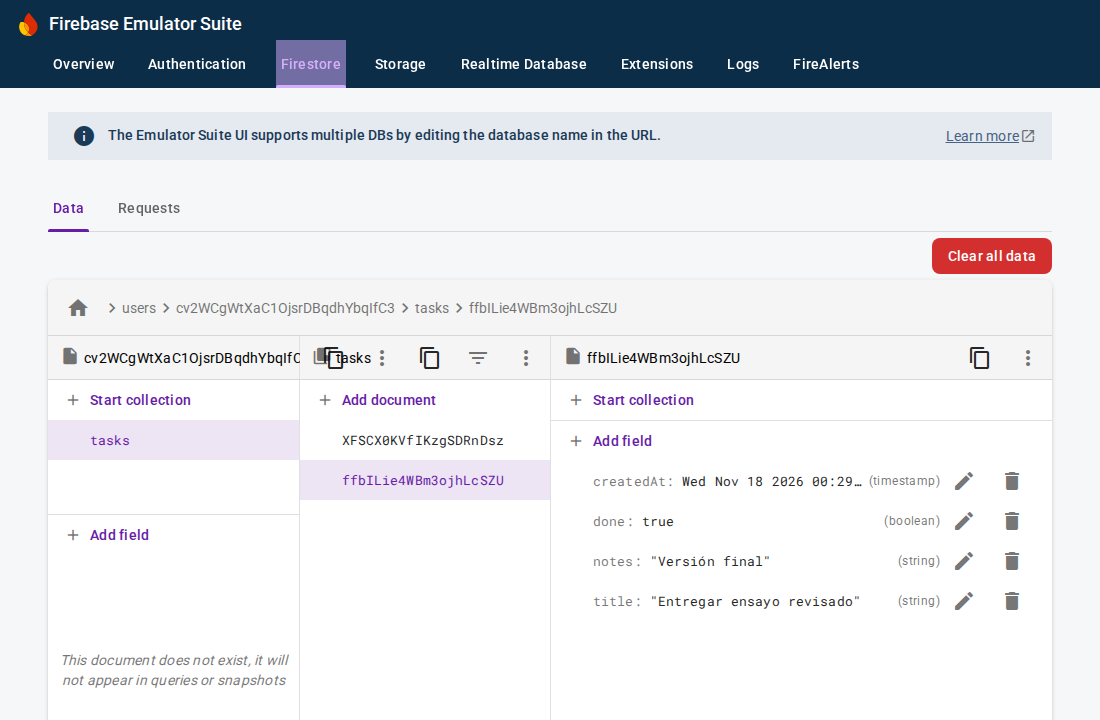 Firebase Emulator Suite
Overview Authentication Firestore Storage Realtime Database Extensions Logs FireAlerts
The Emulator Suite UI supports multiple DBs by editing the database name in the URL. Learn more
Data Requests
Clear all data
users cv2WCgWtXaC1OjsrDBqdhYbqIfC3 tasks ffbILie4WBm3ojhLcSZU
cv2WCgWtXaC1OjsrDBqdhYbqIfC tasks ffbILie4WBm3ojhLcSZU
Start collection
tasks
Add field
This document does not exist, it will
not appear in queries or snapshots
Add document
XFSCX0KVfIKzgSDRnDsz
ffbILie4WBm3ojhLcSZU
Start collection
Add field
createdAt: Wed Nov 18 2026 00:29… (timestamp)
done: true (boolean)
notes: "Versión final" (string)
title: "Entregar ensayo revisado" (string)